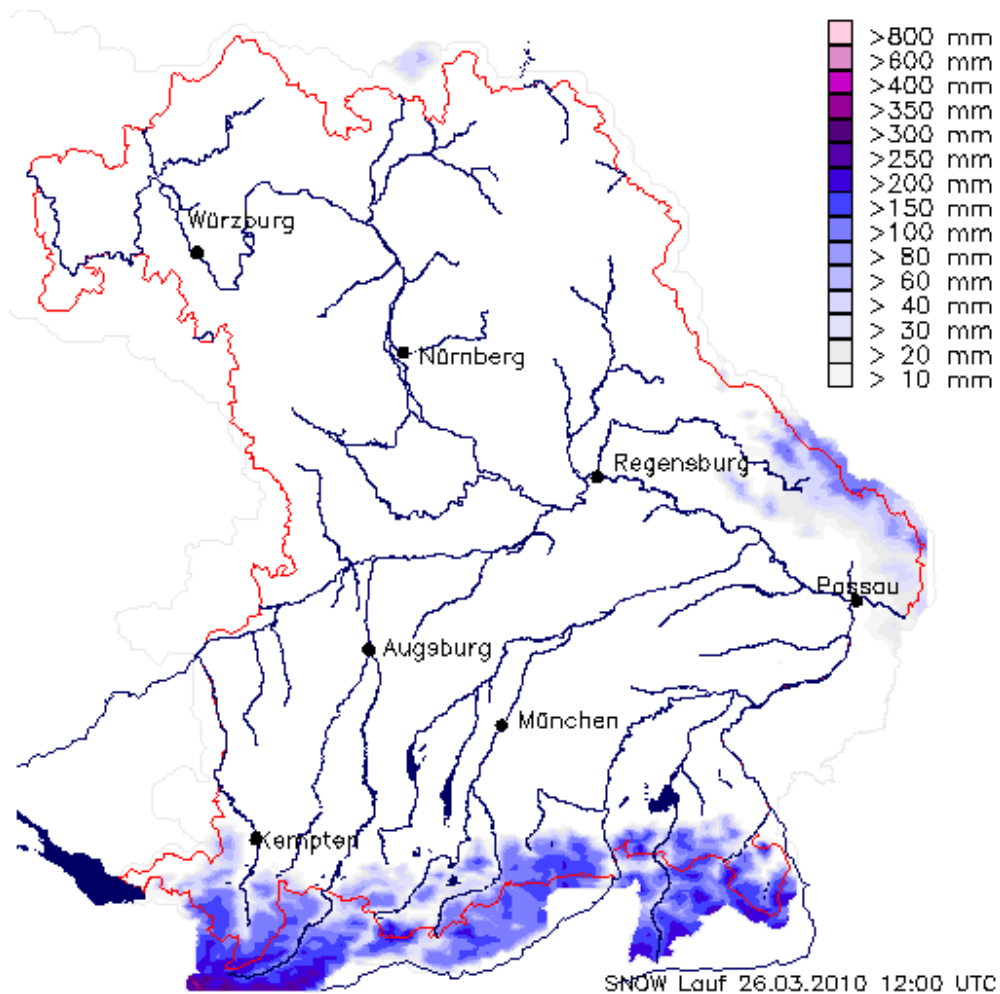 >800 mm
>600 mm
>400 mm
>350 mm
>300 mm
>250 mm
>200 mm
>150 mm
>100 mm
> 80 mm
> 60 mm
> 40 mm
> 30 mm
> 20 mm
> 10 mm
Würzburg
Nürnberg
Regensburg
Passau
Augsburg
München
Kempten
SNOW Lauf 26.03.2010 12:00 UTC